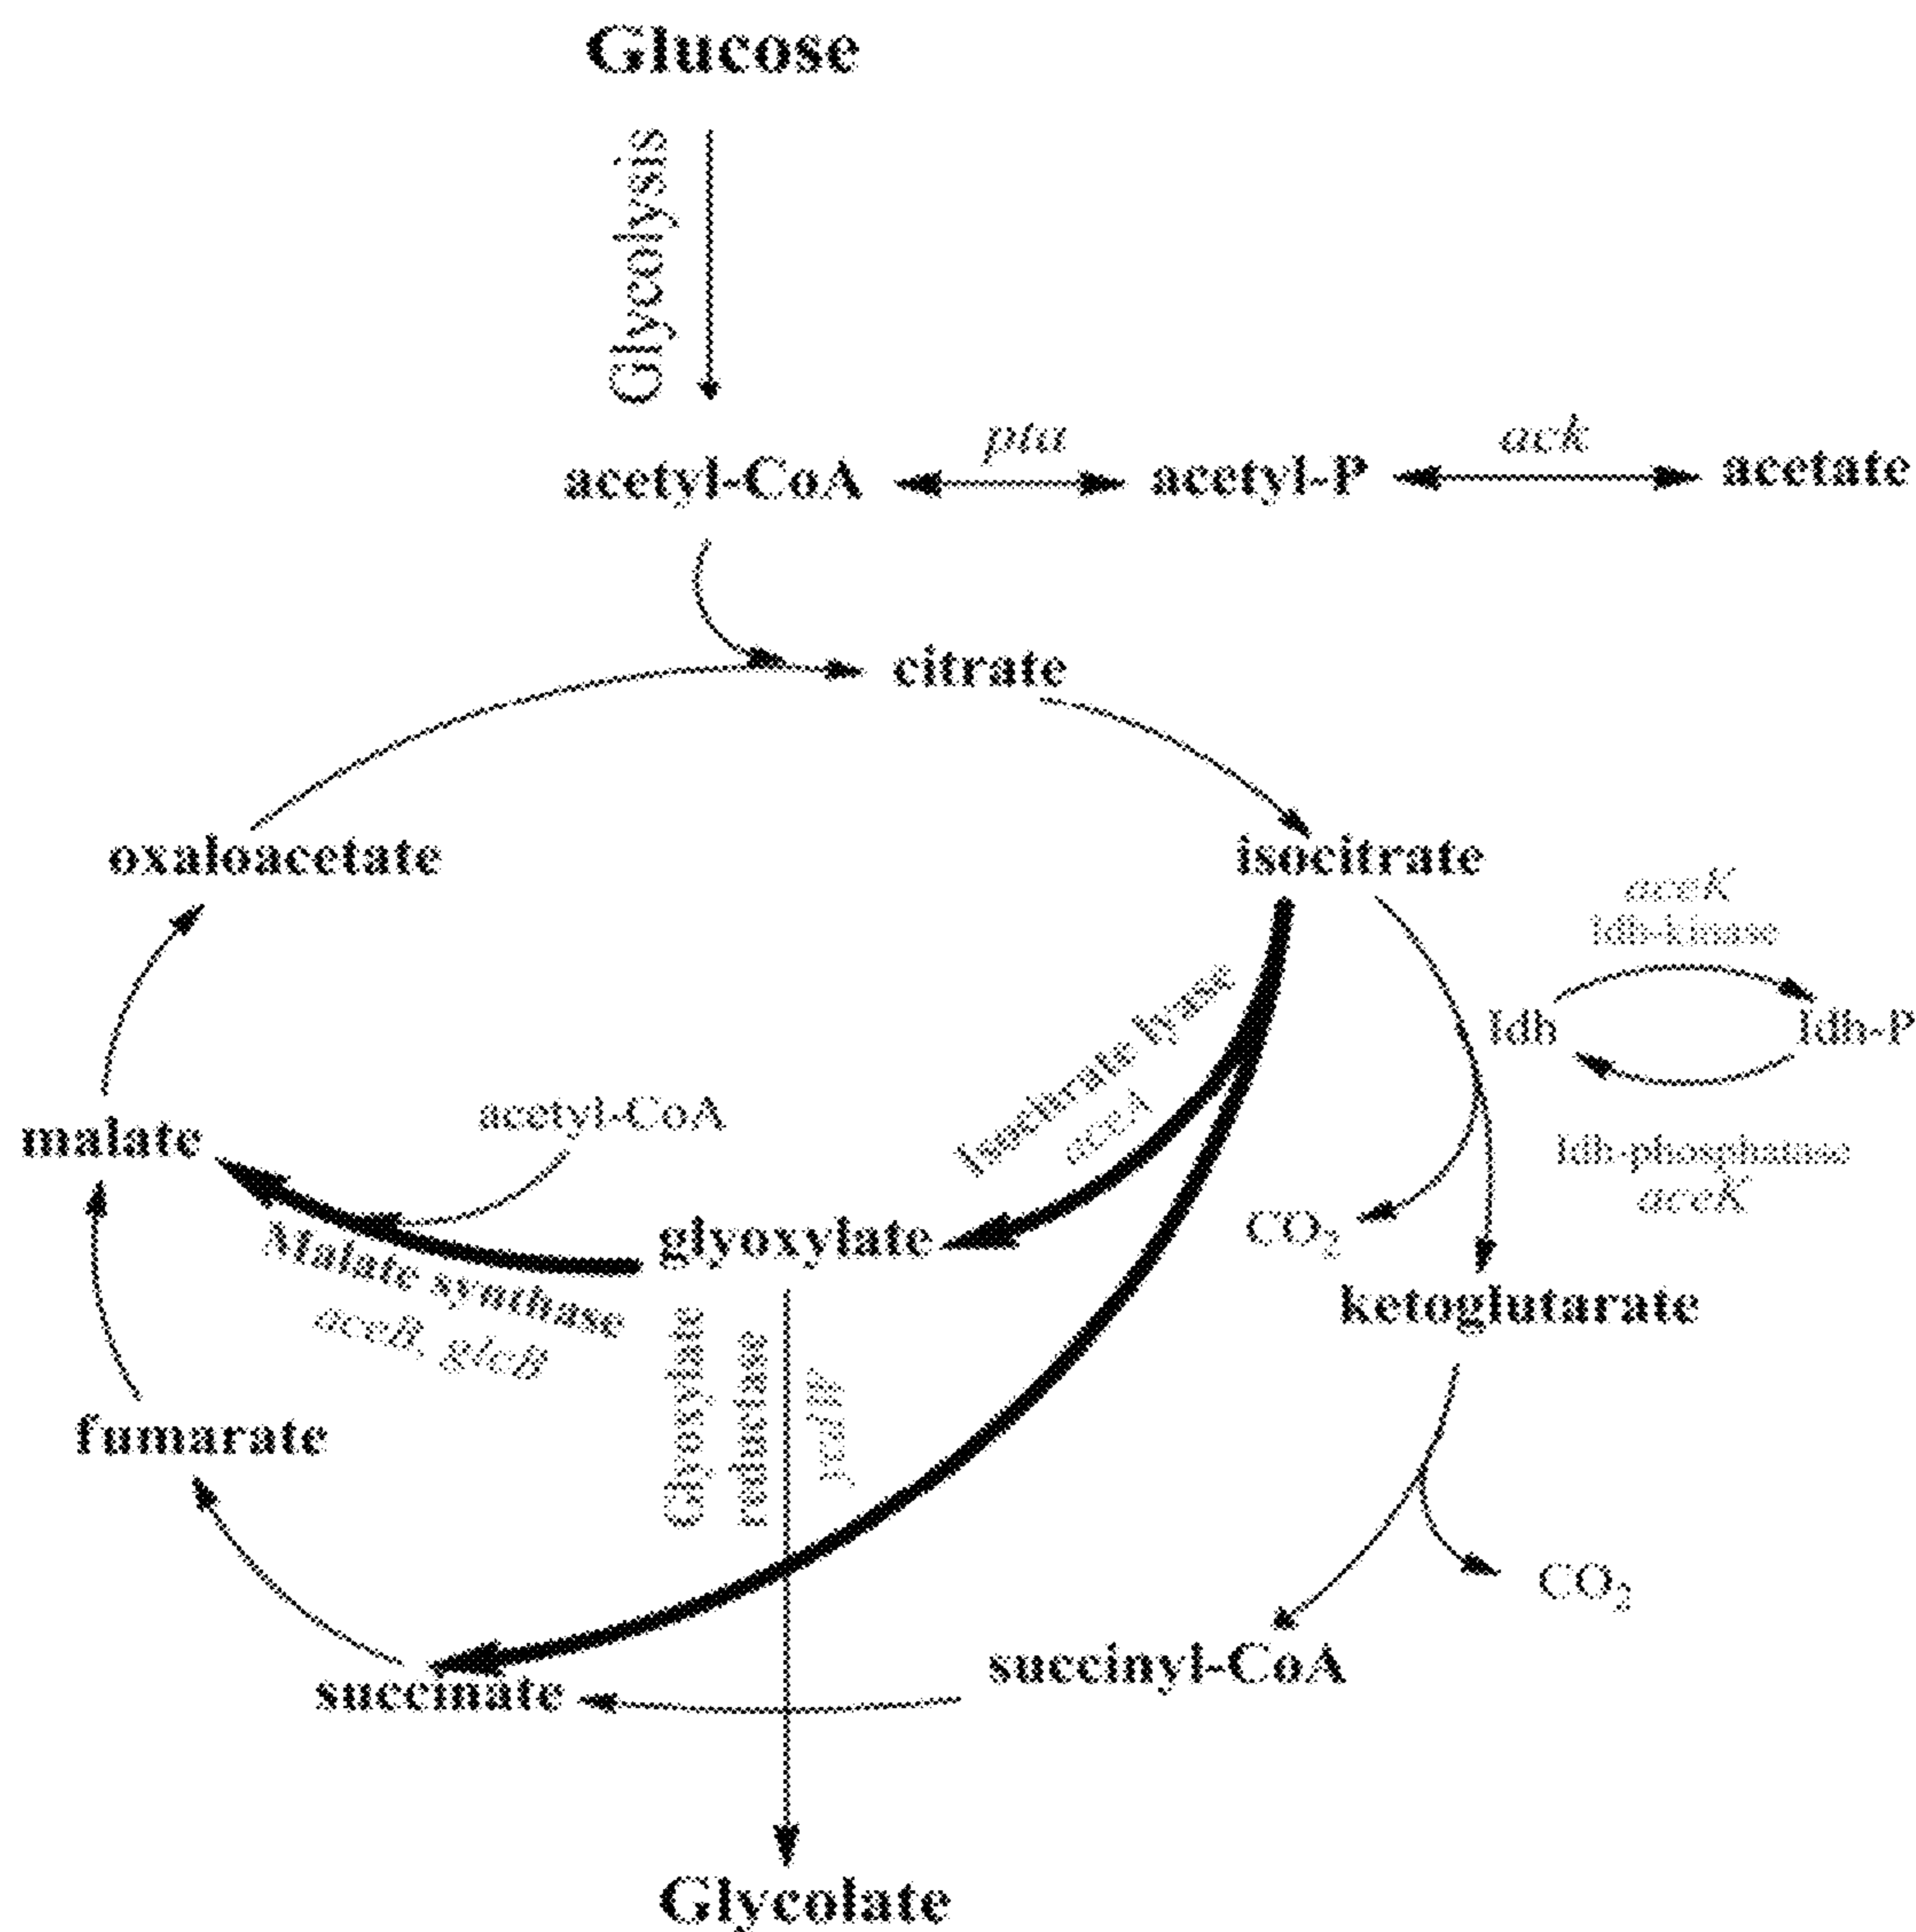 Glucose
Glycolysis
acetyl-CoA
pta
acetyl-P
ack
acetate
citrate
oxaloacetate
isocitrate
aceK
Idh-kinase
Idh
Idh-P
Idh-phosphatase
aceK
Isocitrate lyase
aceA
malate
acetyl-CoA
glyoxylate
Malate synthase
aceB, glcB
CO2
ketoglutarate
Glyoxylate
reductase
ycdW
fumarate
CO2
succinyl-CoA
succinate
Glycolate